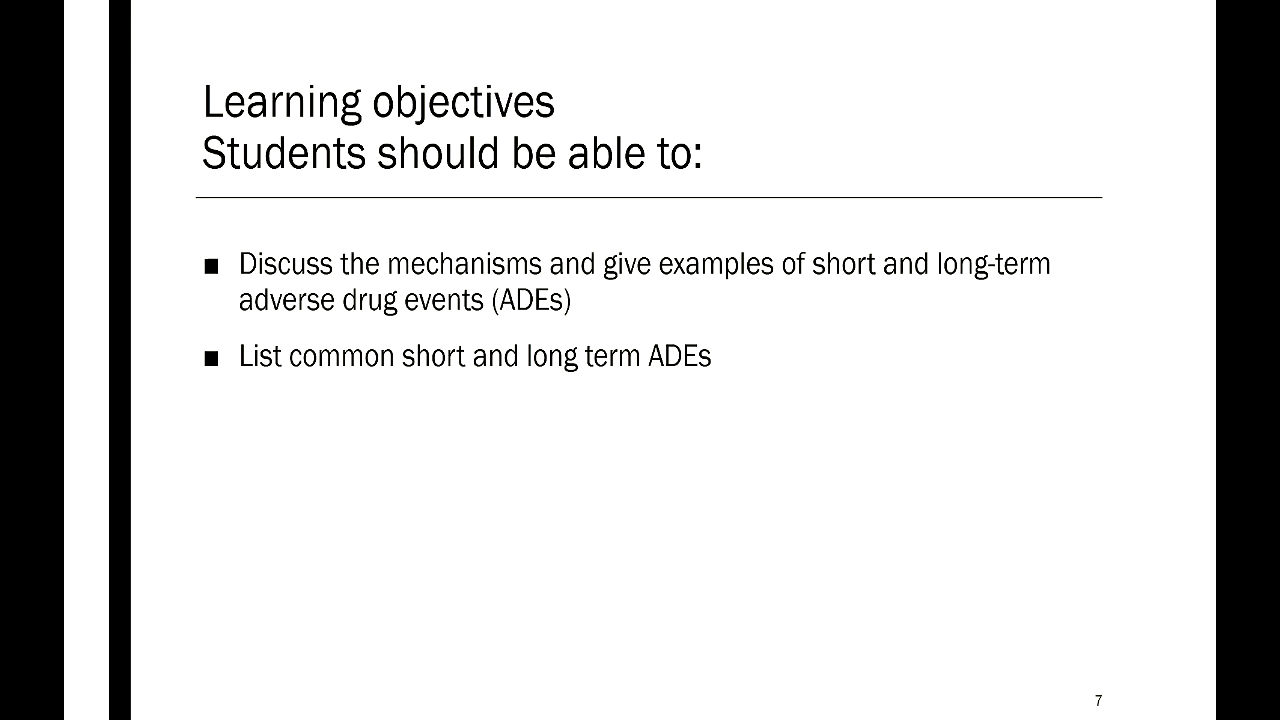 Learning objectives
Students should be able to:
■ Discuss the mechanisms and give examples of short and long-term
adverse drug events (ADEs)
■ List common short and long term ADEs
7